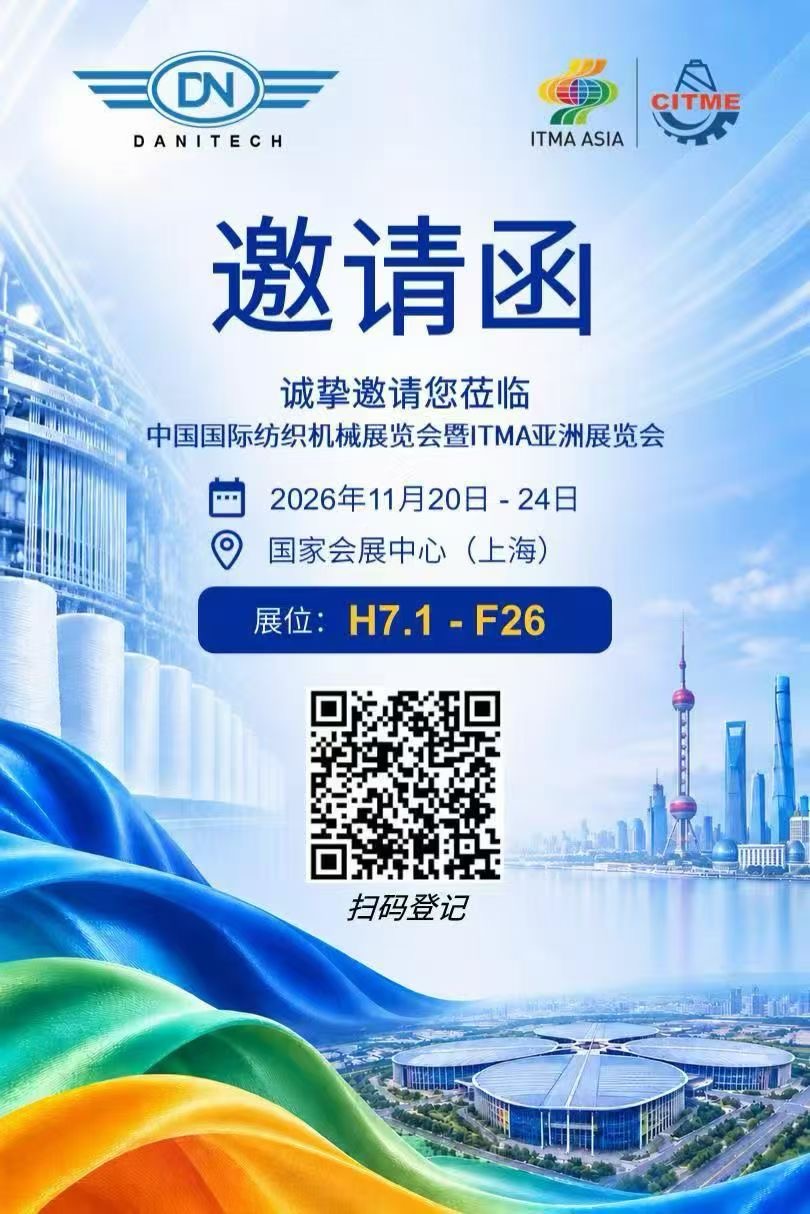 DN
DANITECH
ITMA ASIA
CITME
邀请函
诚挚邀请您莅临
中国国际纺织机械展览会暨ITMA亚洲展览会
2026年11月20日 - 24日
国家会展中心（上海）
展位： H7.1 - F26
扫码登记